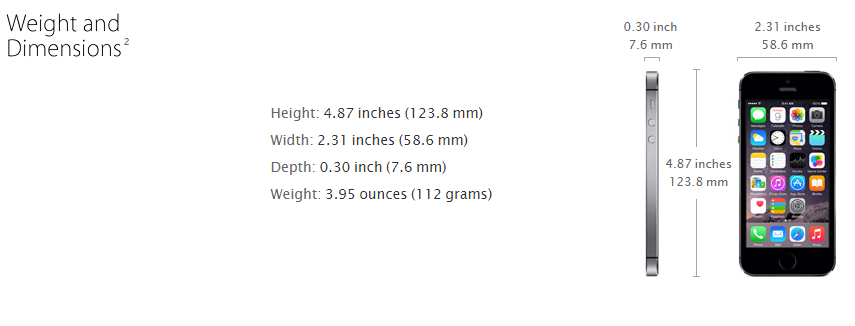 Weight and
Dimensions²
Height: 4.87 inches (123.8 mm)
Width: 2.31 inches (58.6 mm)
Depth: 0.30 inch (7.6 mm)
Weight: 3.95 ounces (112 grams)
0.30 inch
7.6 mm
2.31 inches
58.6 mm
4.87 inches
123.8 mm